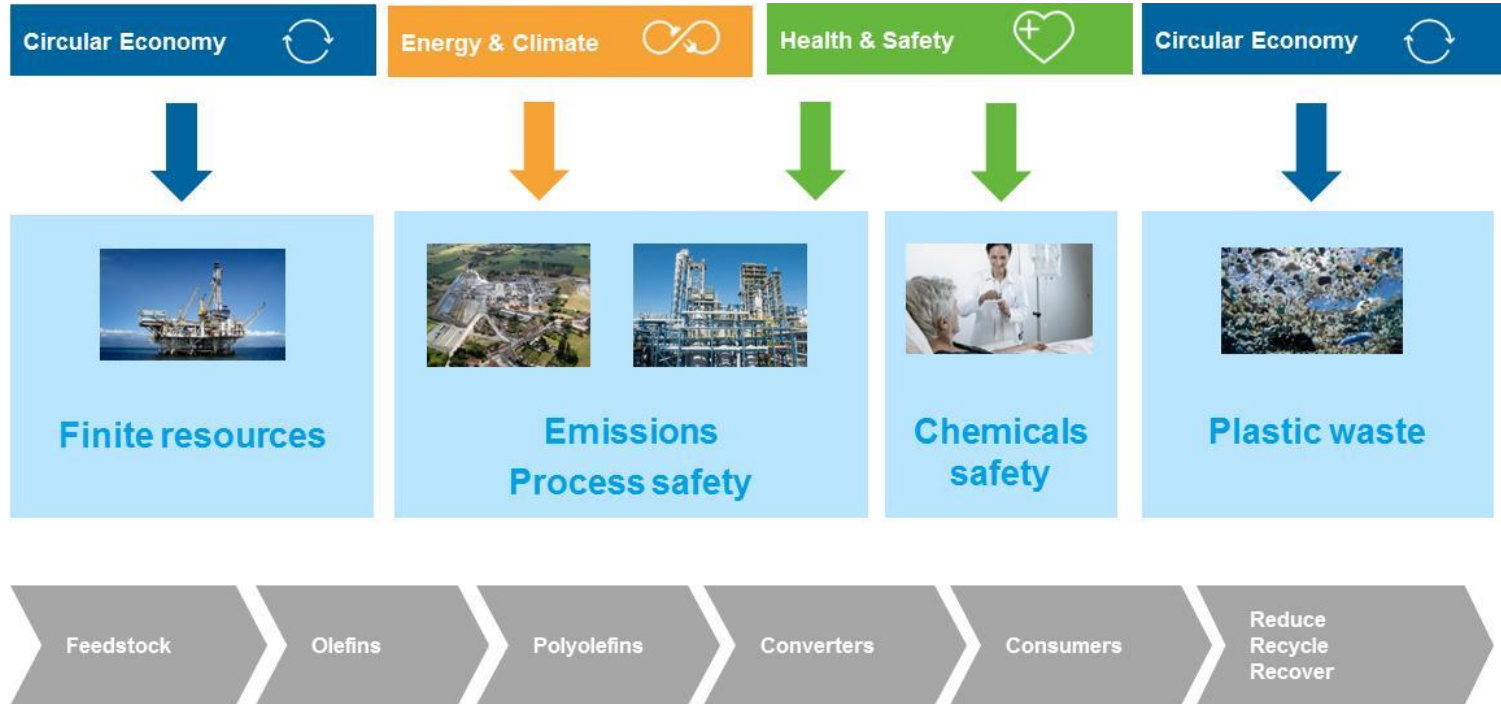 Circular Economy
Energy & Climate
Health & Safety
Circular Economy
Finite resources
Emissions
Process safety
Chemicals
safety
Plastic waste
Feedstock
Olefins
Polyolefins
Converters
Consumers
Reduce
Recycle
Recover